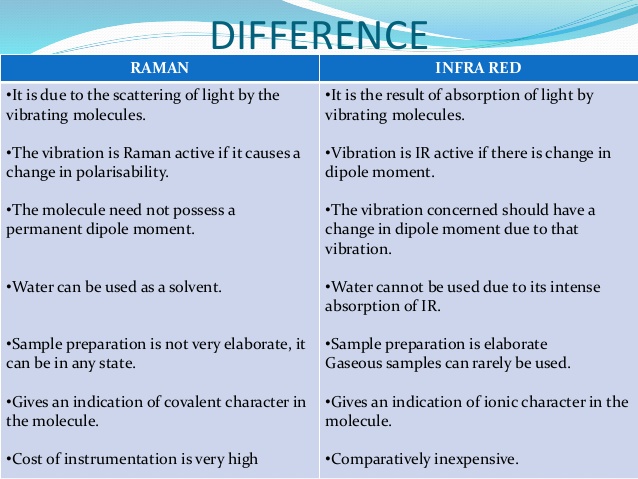 DIFFERENCE
RAMAN
INFRA RED
•It is due to the scattering of light by the
vibrating molecules.
•The vibration is Raman active if it causes a
change in polarisability.
•The molecule need not possess a
permanent dipole moment.
•Water can be used as a solvent.
•Sample preparation is not very elaborate, it
can be in any state.
•Gives an indication of covalent character in
the molecule.
•Cost of instrumentation is very high
•It is the result of absorption of light by
vibrating molecules.
•Vibration is IR active if there is change in
dipole moment.
•The vibration concerned should have a
change in dipole moment due to that
vibration.
•Water cannot be used due to its intense
absorption of IR.
•Sample preparation is elaborate
Gaseous samples can rarely be used.
•Gives an indication of ionic character in the
molecule.
•Comparatively inexpensive.